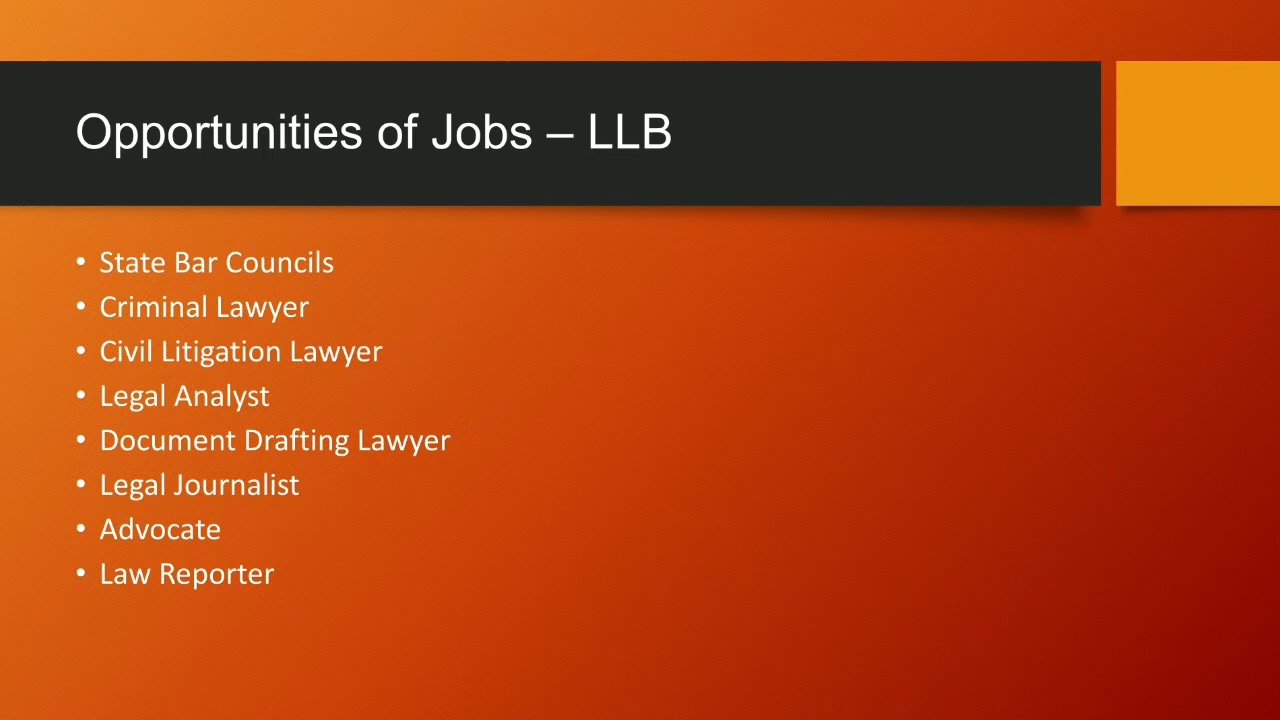 Opportunities of Jobs – LLB
• State Bar Councils
• Criminal Lawyer
• Civil Litigation Lawyer
• Legal Analyst
• Document Drafting Lawyer
• Legal Journalist
• Advocate
• Law Reporter